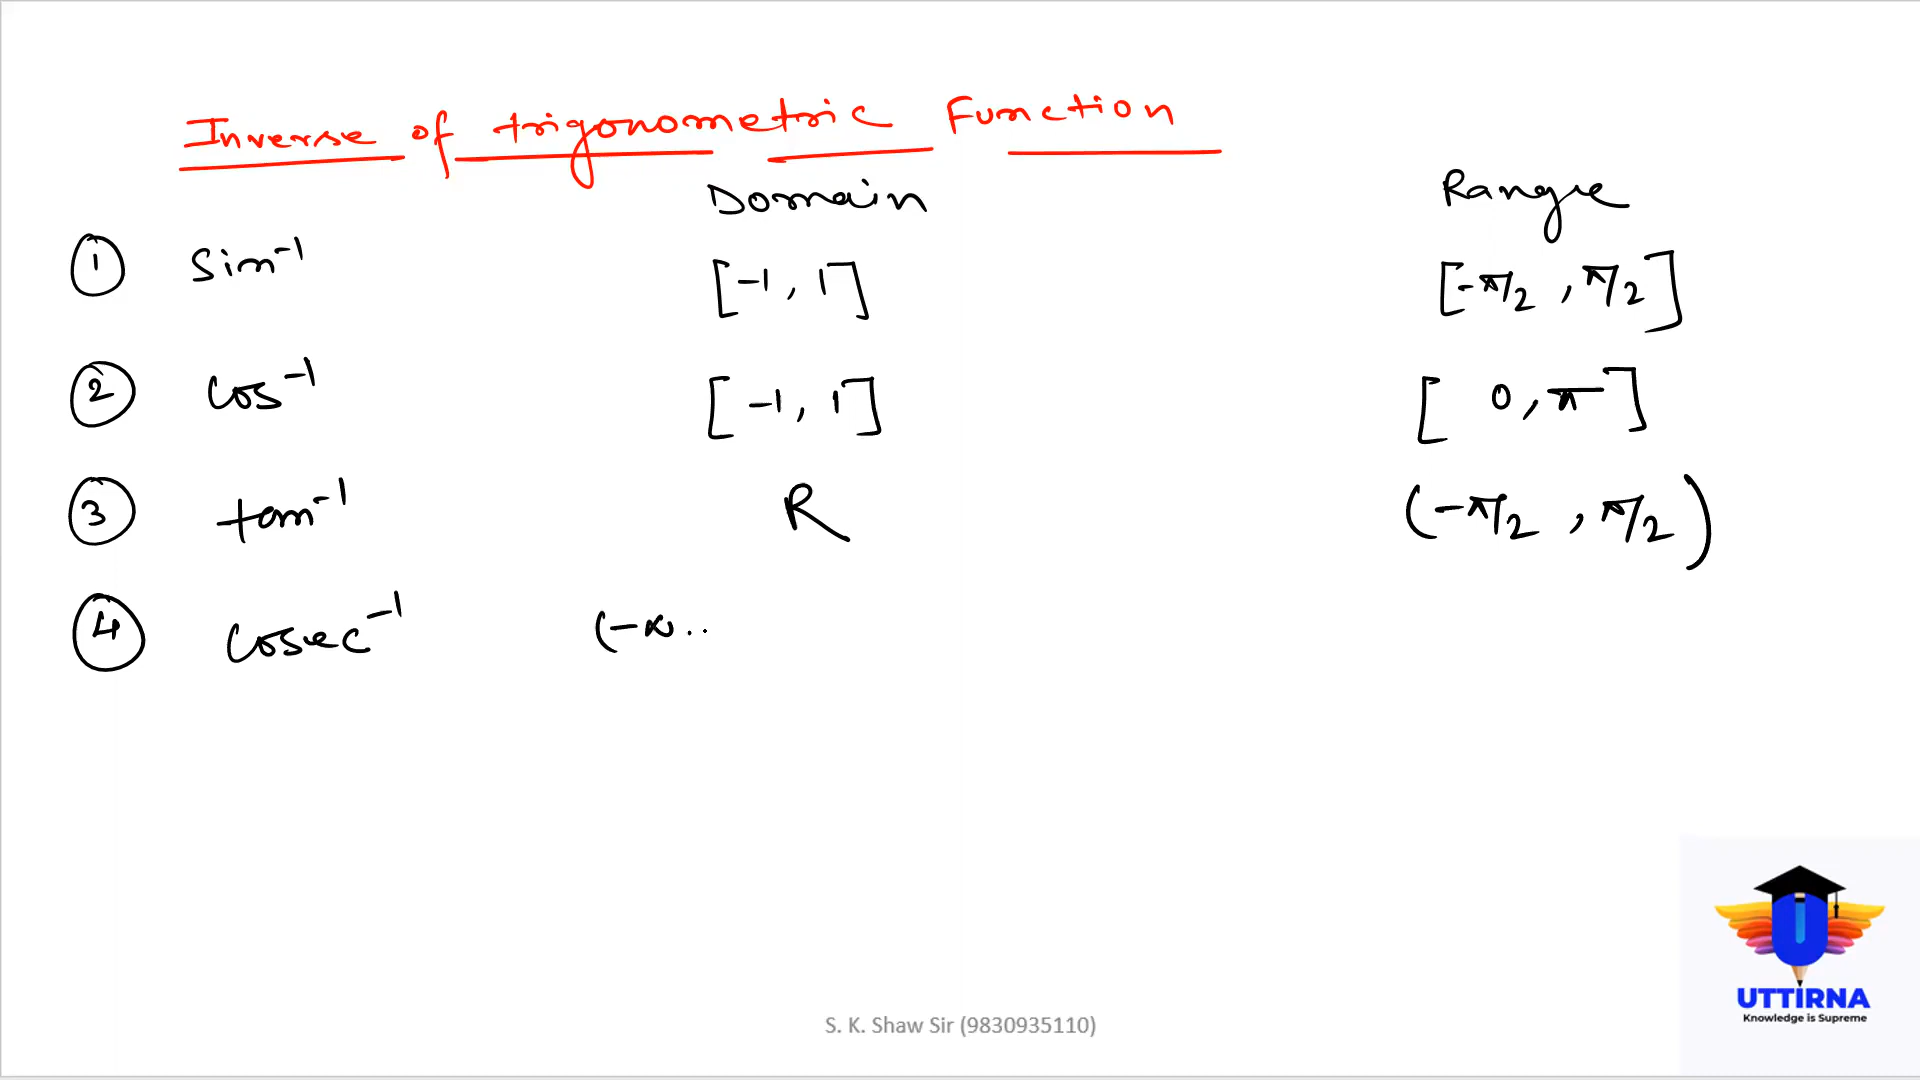 Inverse of trigonometric Function
Domain Range
① Sin⁻¹ [-1, 1] [-π/2, π/2]
② Cos⁻¹ [-1, 1] [0, π]
③ tan⁻¹ R (-π/2, π/2)
④ Cosec⁻¹ (-∞..
UTTIRNA
Knowledge is Supreme
S. K. Shaw Sir (9830935110)